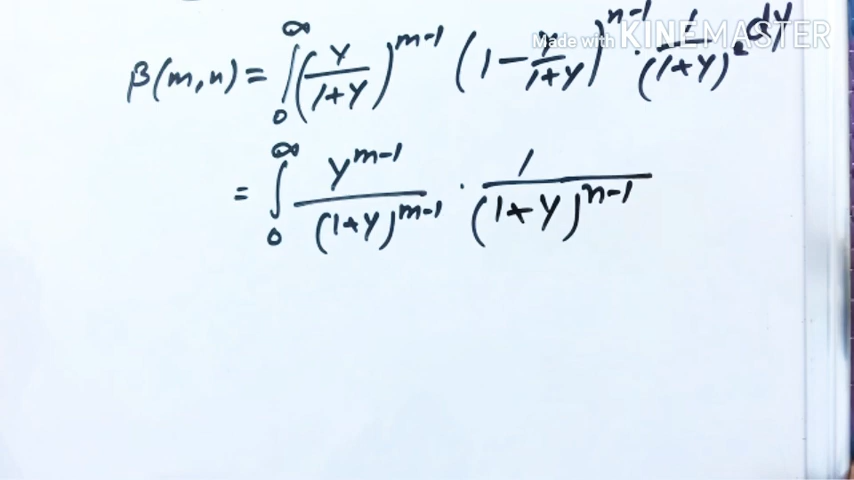 β(m,n) = ∫₀^∞ (y/(1+y))^(m-1) (1 - y/(1+y))^(n-1) · 1/(1+y)² dy
Made with KINEMASTER
= ∫₀^∞ y^(m-1)/(1+y)^(m-1) · 1/(1+y)^(n-1)